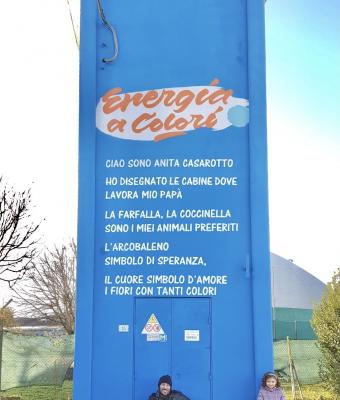 Energia
a Colori
CIAO SONO ANITA CASAROTTO
HO DISEGNATO LE CABINE DOVE
LAVORA MIO PAPÀ
LA FARFALLA, LA COCCINELLA
SONO I MIEI ANIMALI PREFERITI
L'ARCOBALENO
SIMBOLO DI SPERANZA,
IL CUORE SIMBOLO D'AMORE
I FIORI CON TANTI COLORI